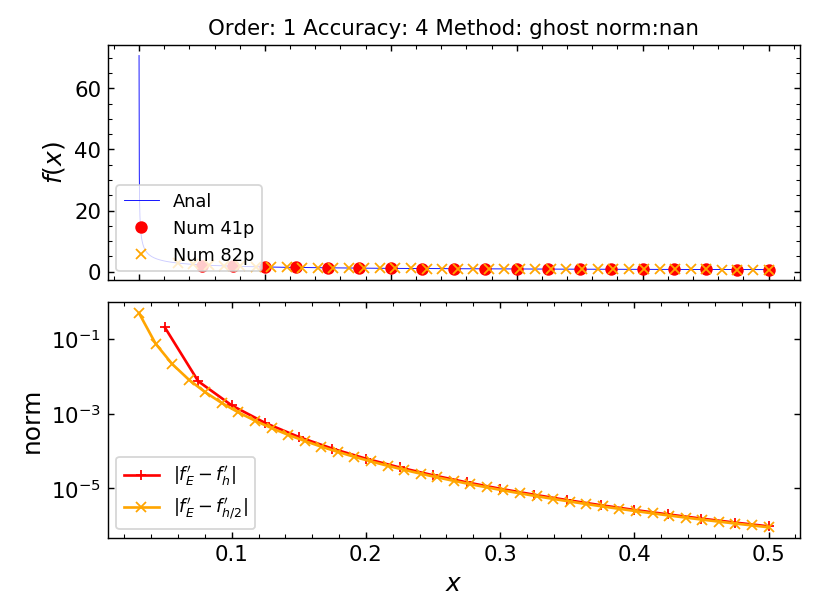 Order: 1 Accuracy: 4 Method: ghost norm:nan
f(x)
60
40
20
0
Anal
Num 41p
Num 82p
norm
10⁻¹
10⁻³
10⁻⁵
|f′_E − f′_h|
|f′_E − f′_{h/2}|
0.1 0.2 0.3 0.4 0.5
x